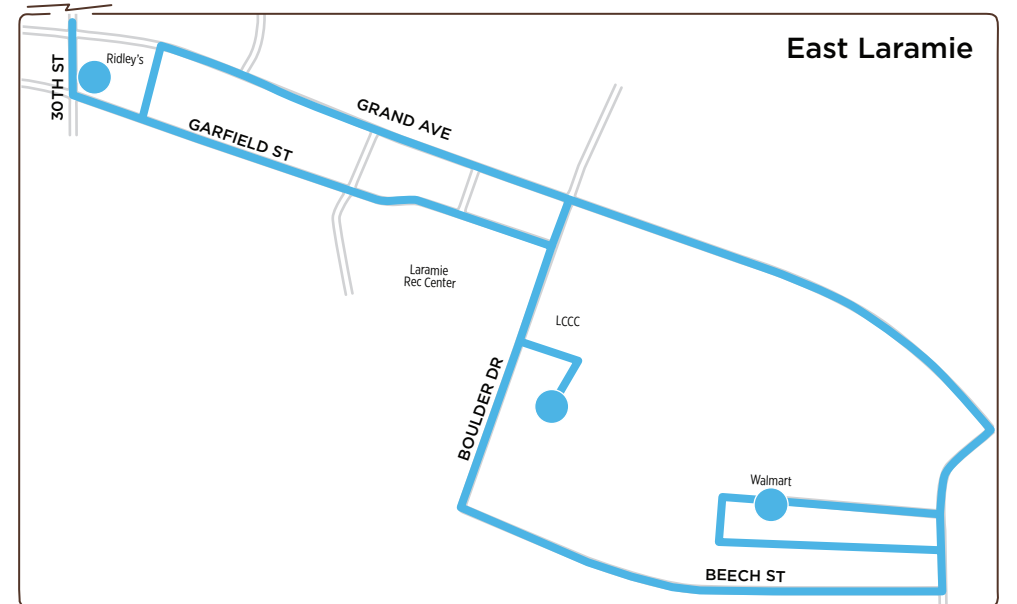 East Laramie
30TH ST
Ridley's
GRAND AVE
GARFIELD ST
Laramie
Rec Center
LCCC
BOULDER DR
Walmart
BEECH ST